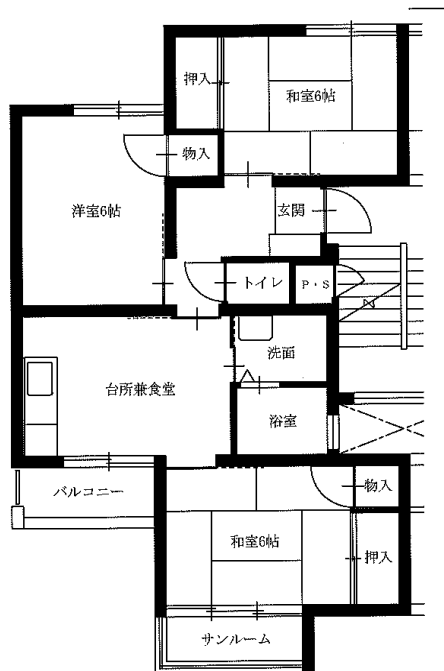 押入
和室6帖
物入
洋室6帖
玄関
トイレ
P・S
洗面
台所兼食堂
浴室
バルコニー
物入
和室6帖
押入
サンルーム